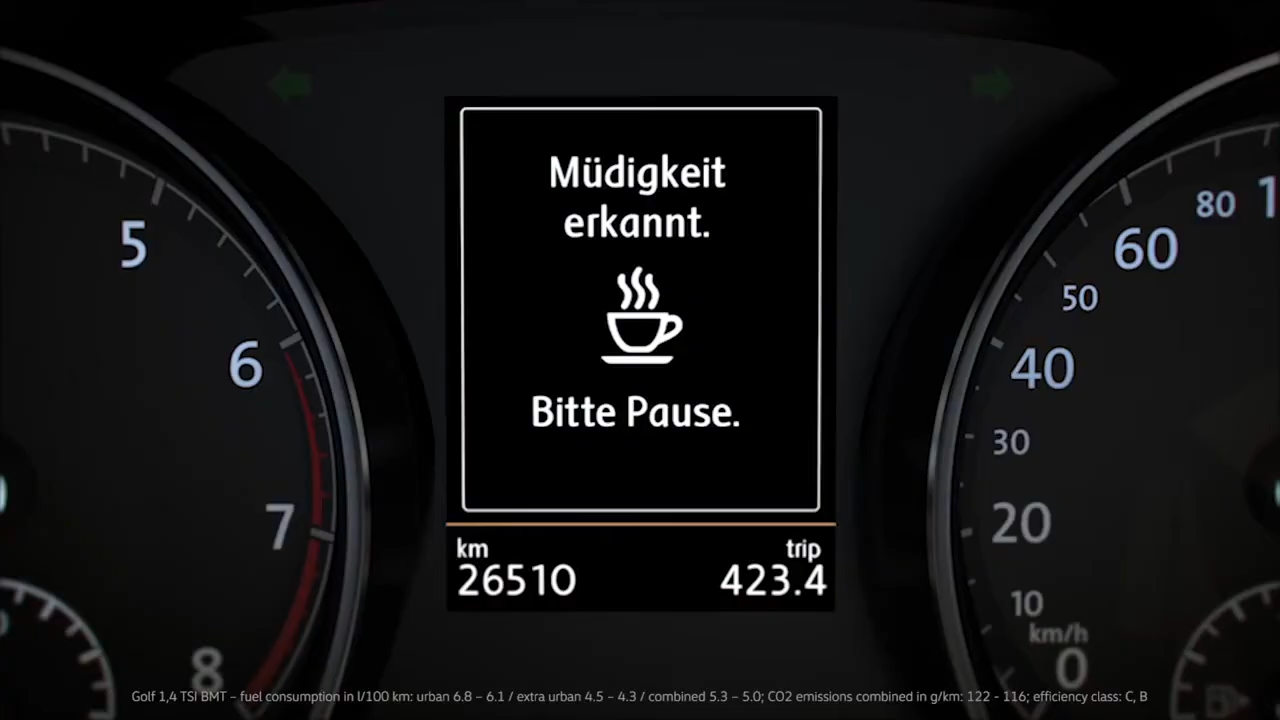 Müdigkeit
erkannt.
Bitte Pause.
km
trip
26510
423.4
5
6
7
8
80
60
50
40
30
20
10
km/h
0
Golf 1,4 TSI BMT – fuel consumption in l/100 km: urban 6.8 – 6.1 / extra urban 4.5 – 4.3 / combined 5.3 – 5.0; CO2 emissions combined in g/km: 122 - 116; efficiency class: C, B